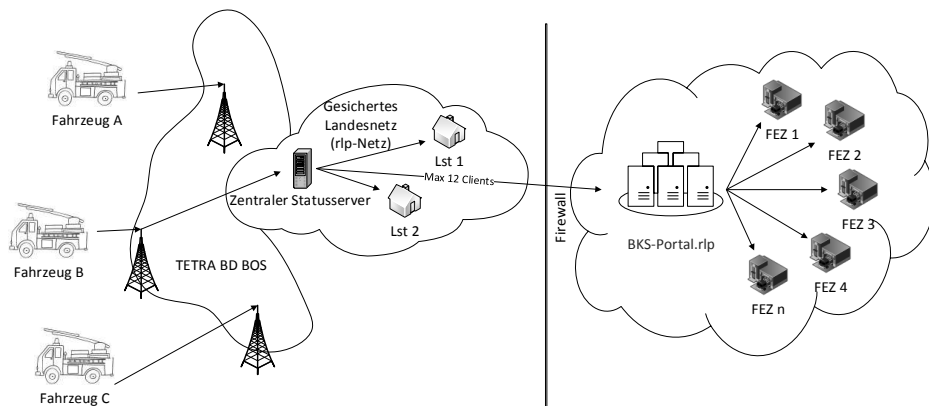 Fahrzeug A
Fahrzeug B
Fahrzeug C
TETRA BD BOS
Gesichertes
Landesnetz
(rlp-Netz)
Zentraler Statusserver
Lst 1
Lst 2
Max 12 Clients
Firewall
BKS-Portal.rlp
FEZ 1
FEZ 2
FEZ 3
FEZ 4
FEZ n